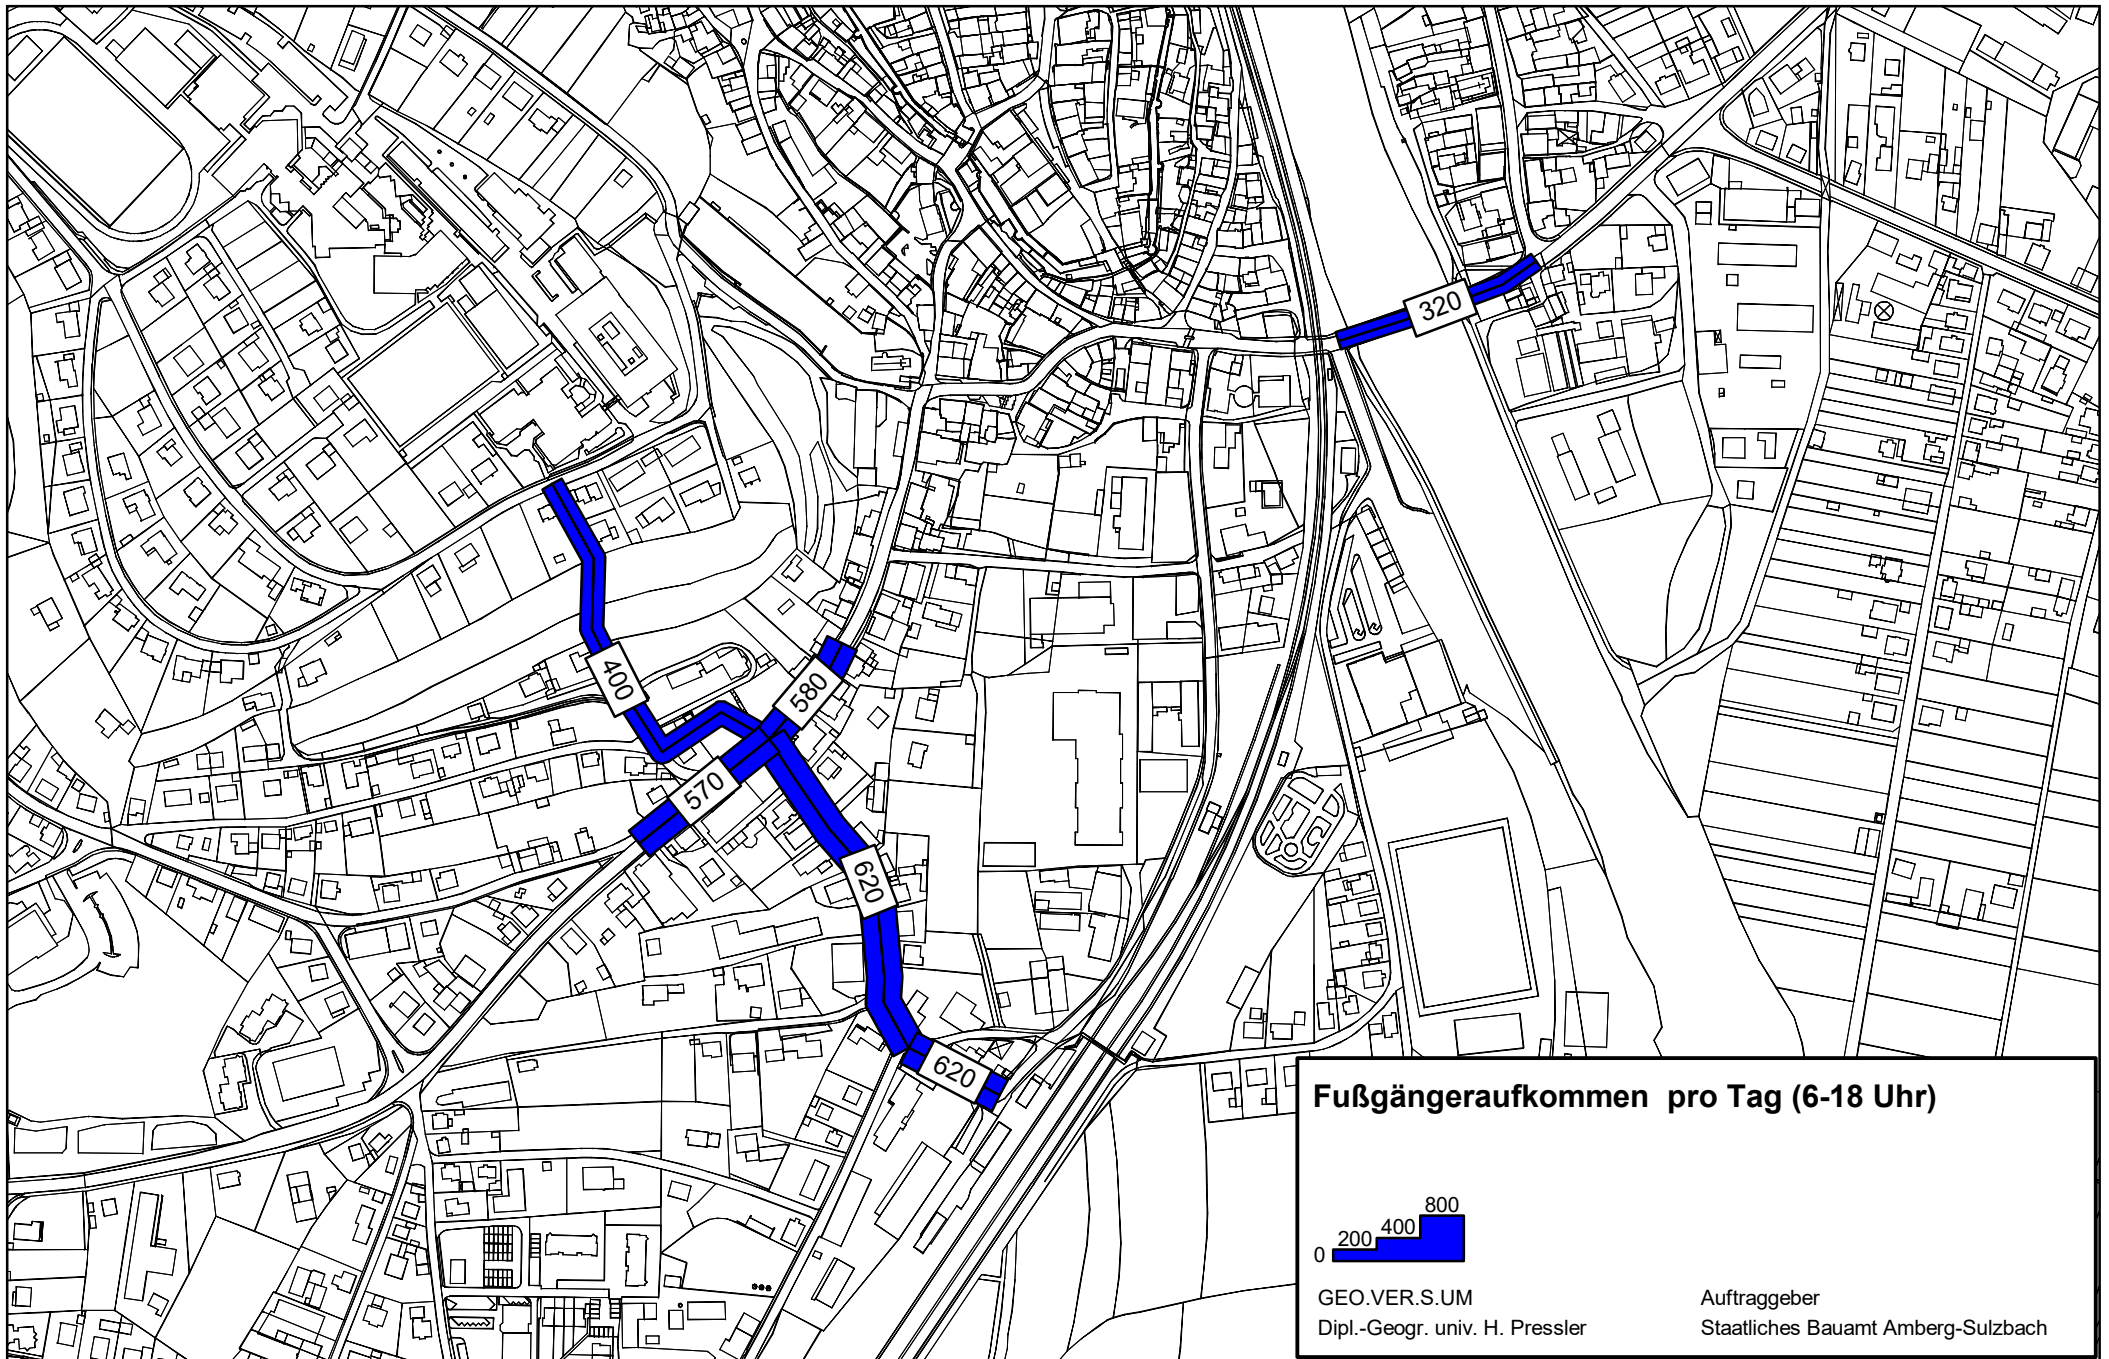 320
400
580
570
620
620
Fußgängeraufkommen pro Tag (6-18 Uhr)
800
400
200
0
GEO.VER.S.UM
Dipl.-Geogr. univ. H. Pressler
Auftraggeber
Staatliches Bauamt Amberg-Sulzbach